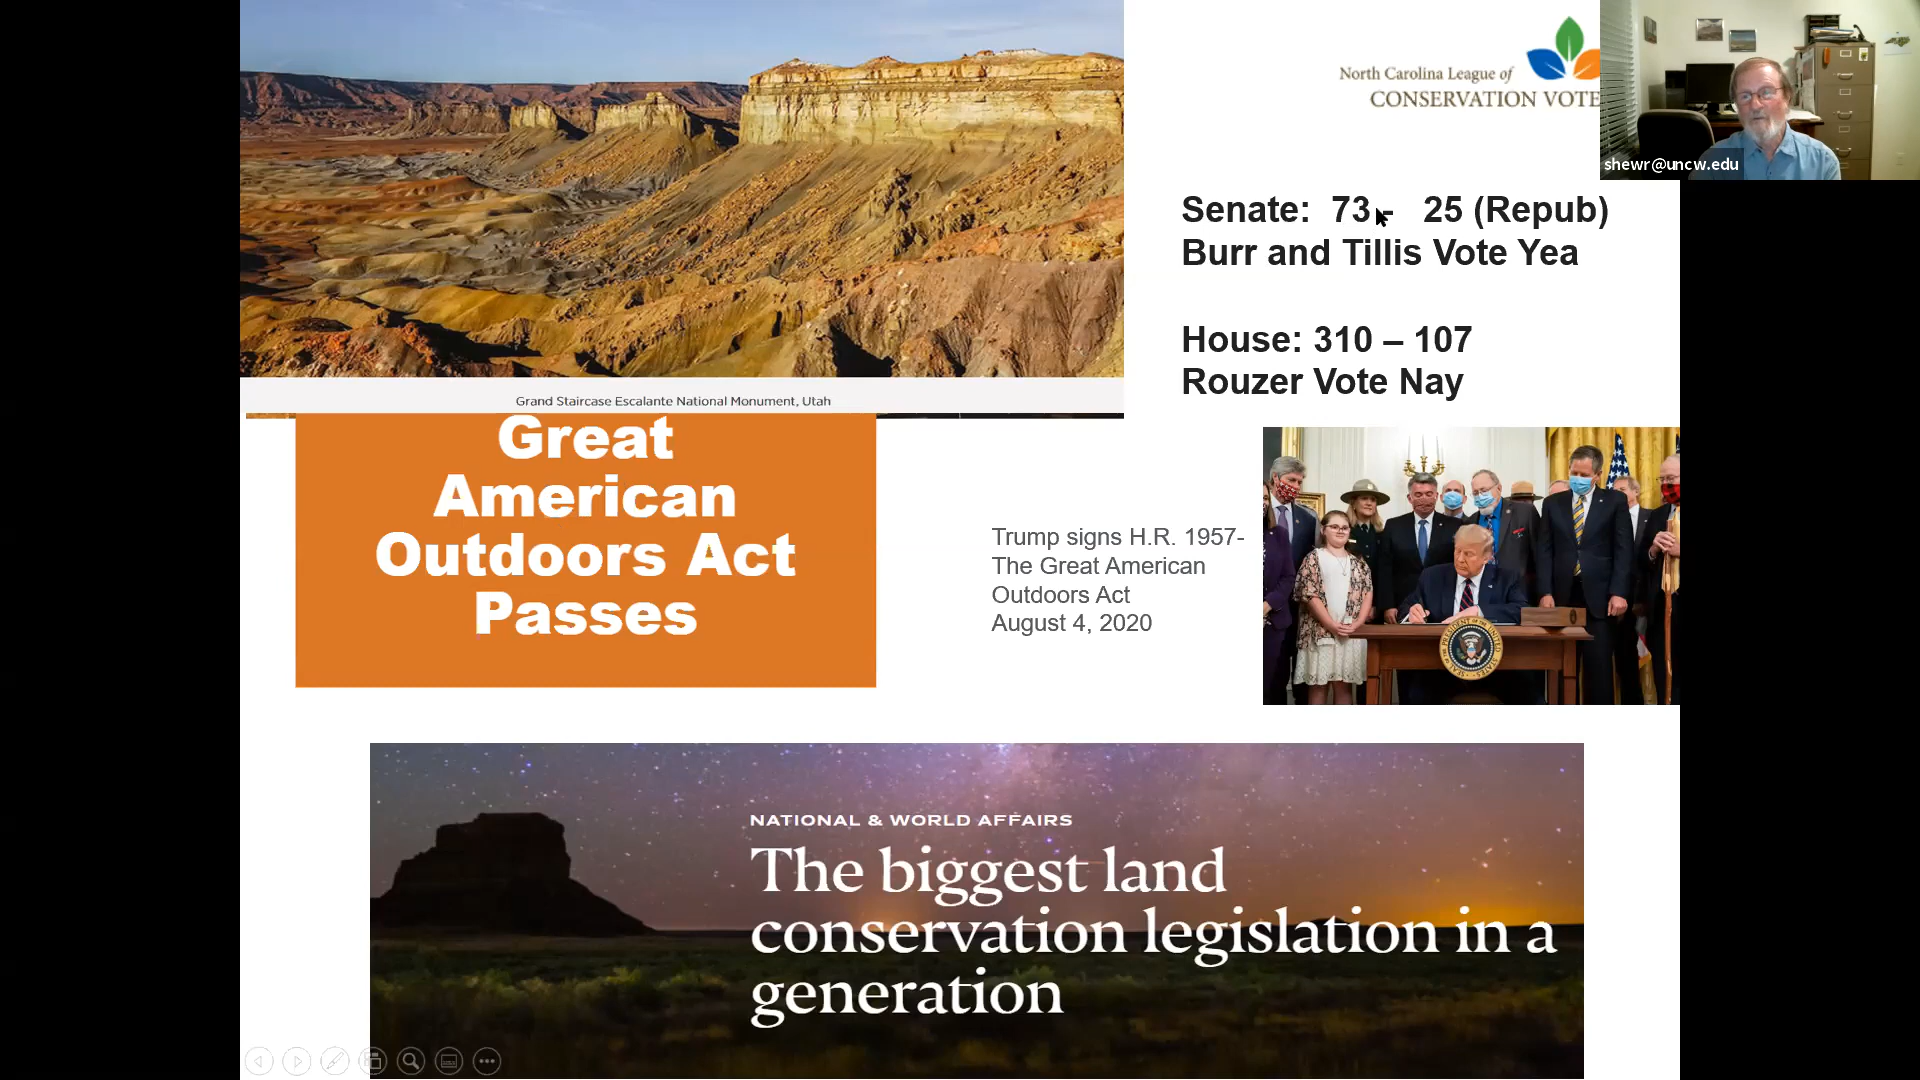 North Carolina League of
CONSERVATION VOTE
shewr@uncw.edu
Senate: 73 - 25 (Repub)
Burr and Tillis Vote Yea
House: 310 – 107
Rouzer Vote Nay
Grand Staircase Escalante National Monument, Utah
Great
American
Outdoors Act
Passes
Trump signs H.R. 1957-
The Great American
Outdoors Act
August 4, 2020
NATIONAL & WORLD AFFAIRS
The biggest land
conservation legislation in a
generation